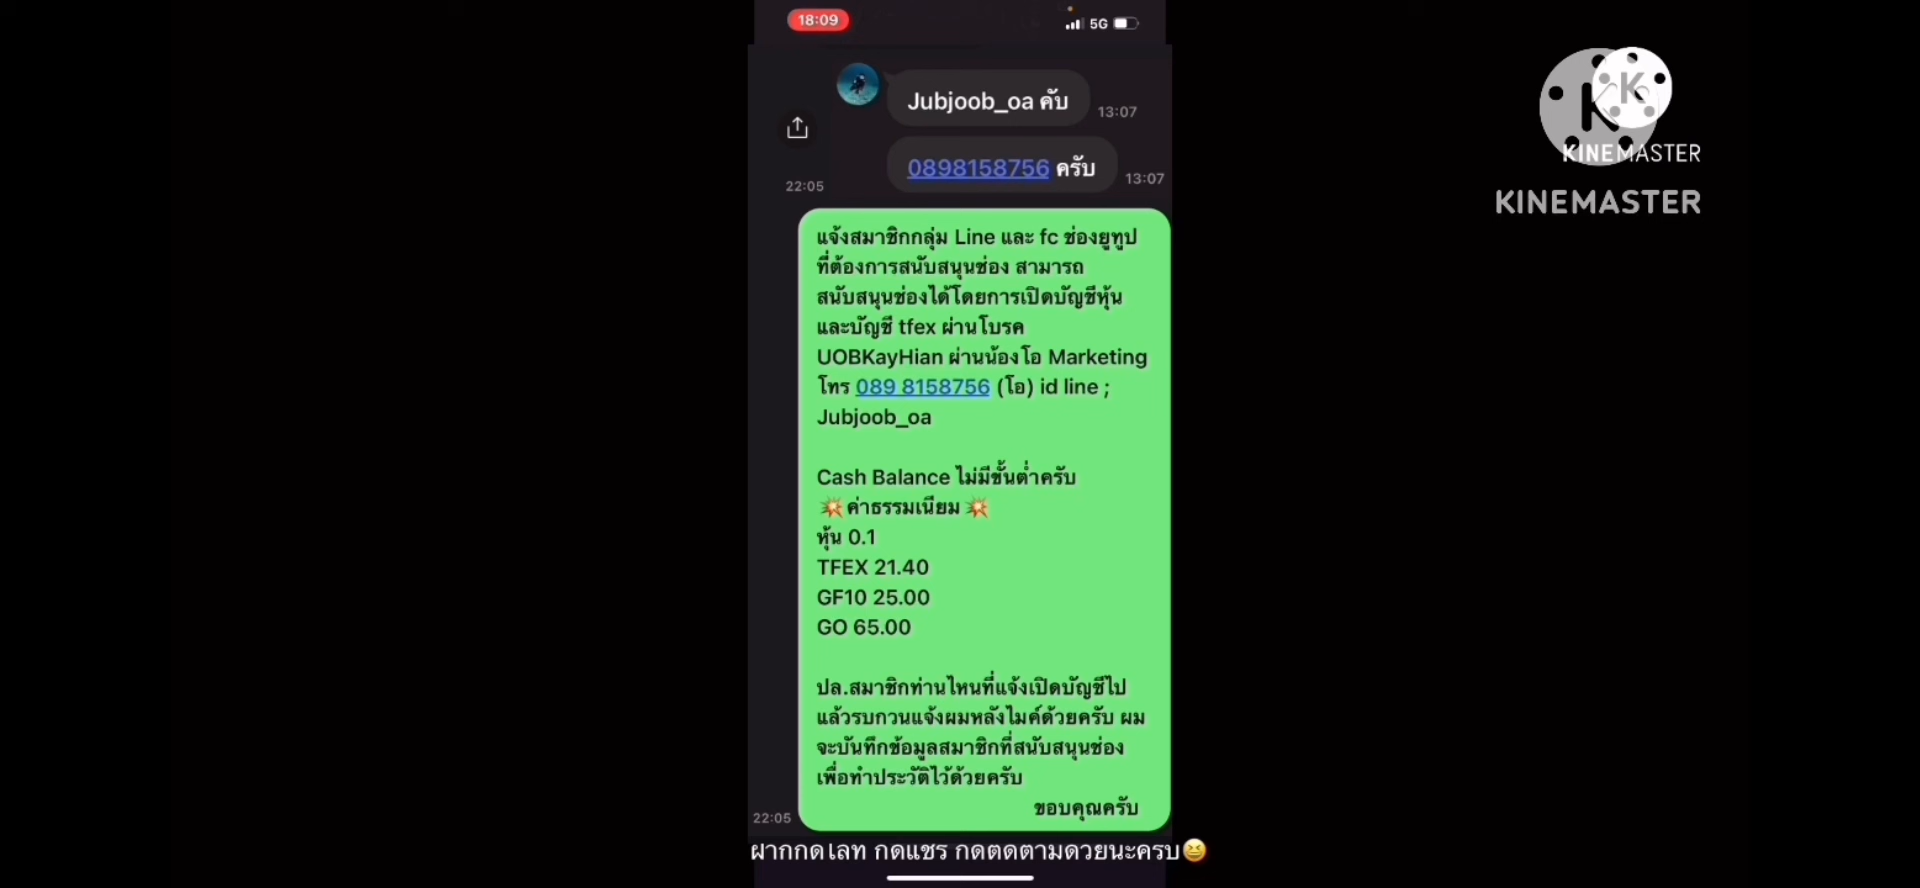 18:09
5G
Jubjoob_oa คับ
13:07
0898158756 ครับ
13:07
22:05
แจ้งสมาชิกกลุ่ม Line และ fc ช่องยูทูป
ที่ต้องการสนับสนุนช่อง สามารถ
สนับสนุนช่องได้โดยการเปิดบัญชีหุ้น
และบัญชี tfex ผ่านโบรค
UOBKayHian ผ่านน้องโอ Marketing
โทร 089 8158756 (โอ) id line ;
Jubjoob_oa
Cash Balance ไม่มีขั้นต่ำครับ
💥ค่าธรรมเนียม💥
หุ้น 0.1
TFEX 21.40
GF10 25.00
GO 65.00
ปล.สมาชิกท่านไหนที่แจ้งเปิดบัญชีไป
แล้วรบกวนแจ้งผมหลังไมค์ด้วยครับ ผม
จะบันทึกข้อมูลสมาชิกที่สนับสนุนช่อง
เพื่อทำประวัติไว้ด้วยครับ
ขอบคุณครับ
22:05
ฝากกดเลท กดแชร กดตดตามดวยนะครบ😆
K
K
KINEMASTER
KINEMASTER